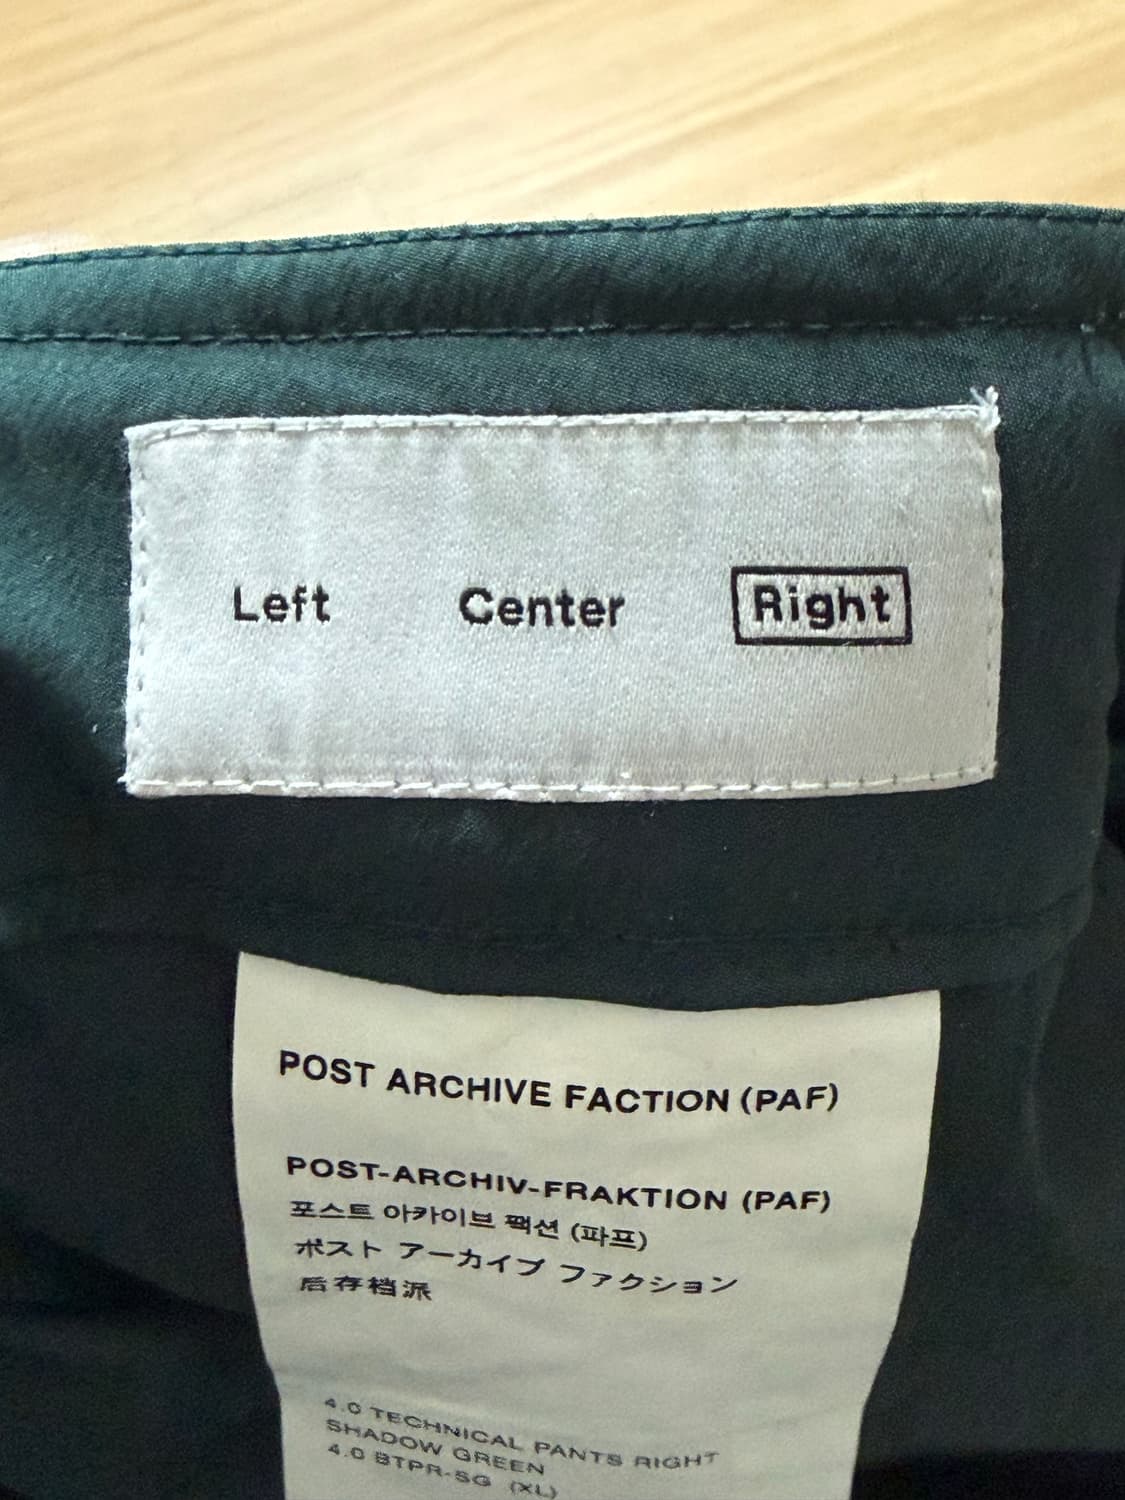 Left Center Right
POST ARCHIVE FACTION (PAF)
POST-ARCHIV-FRAKTION (PAF)
포스트 아카이브 팩션 (파프)
ポスト アーカイブ ファクション
后存档派
4.0 TECHNICAL PANTS RIGHT
SHADOW GREEN
4.0 BTPR-SG (XL)